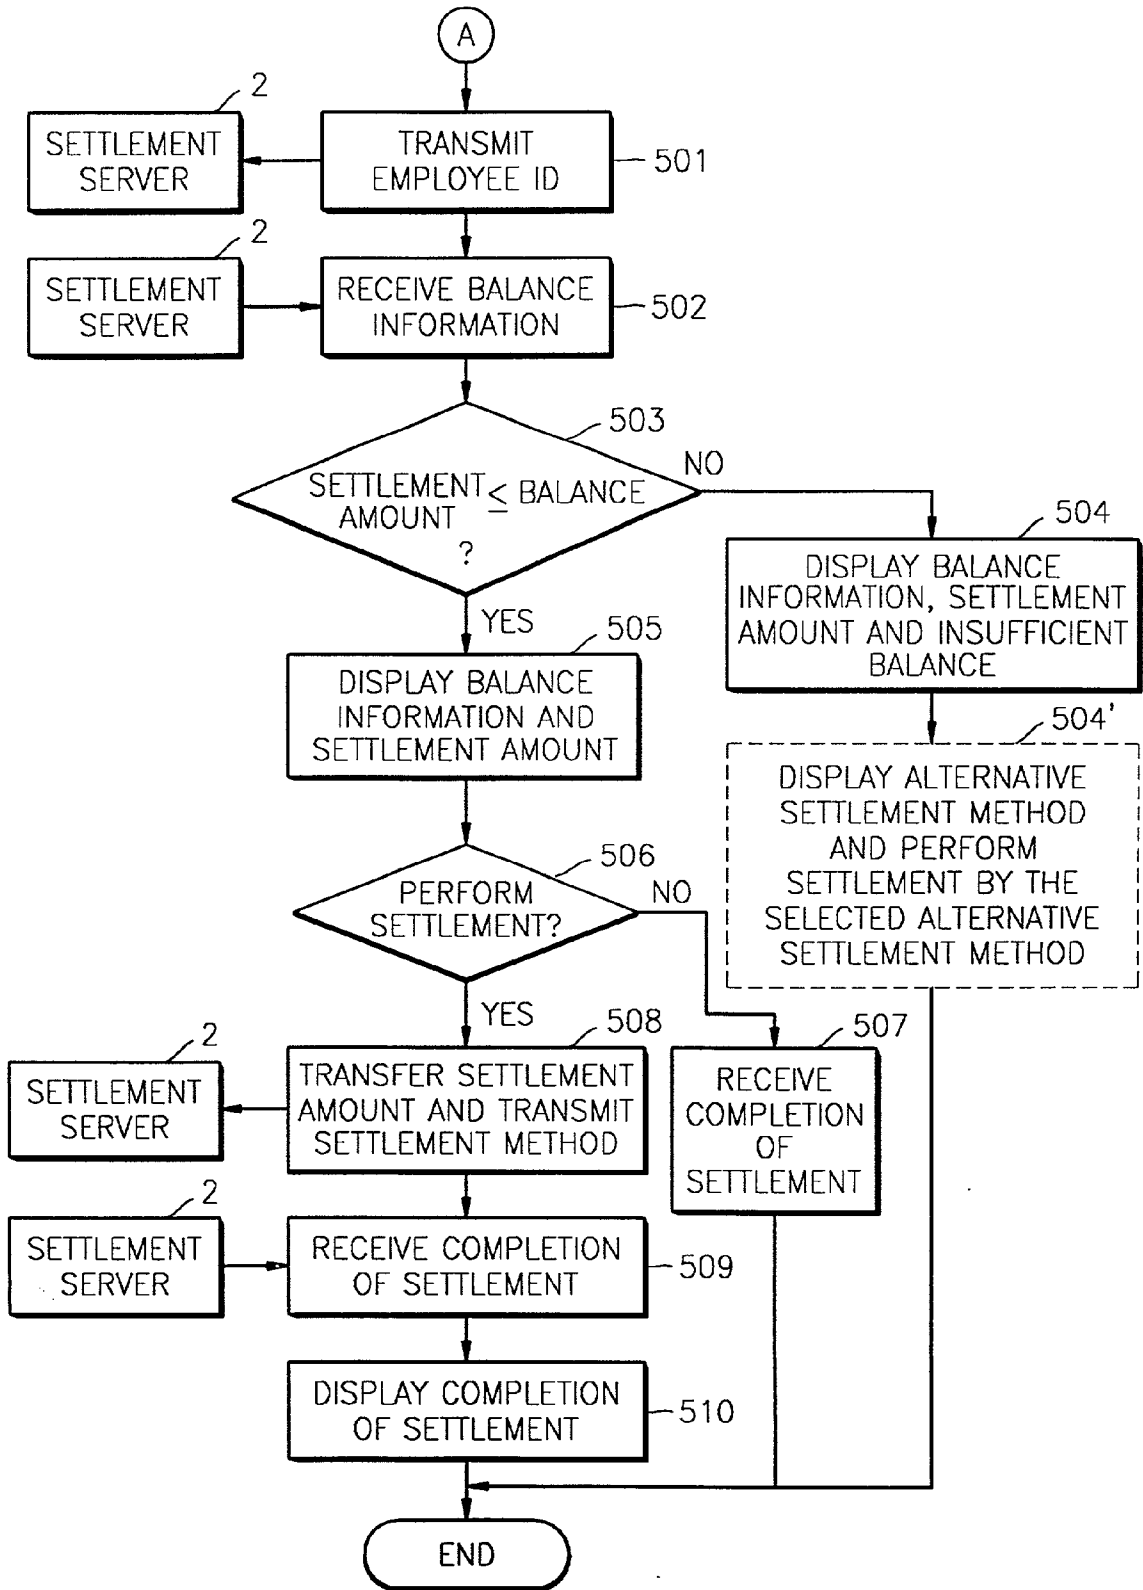 A
2
SETTLEMENT
SERVER
TRANSMIT
EMPLOYEE ID
501
2
SETTLEMENT
SERVER
RECEIVE BALANCE
INFORMATION
502
503
SETTLEMENT
AMOUNT
≤ BALANCE
?
NO
YES
504
DISPLAY BALANCE
INFORMATION, SETTLEMENT
AMOUNT AND INSUFFICIENT
BALANCE
505
DISPLAY BALANCE
INFORMATION AND
SETTLEMENT AMOUNT
504'
DISPLAY ALTERNATIVE
SETTLEMENT METHOD
AND PERFORM
SETTLEMENT BY THE
SELECTED ALTERNATIVE
SETTLEMENT METHOD
506
PERFORM
SETTLEMENT?
NO
YES
507
RECEIVE
COMPLETION
OF
SETTLEMENT
2
SETTLEMENT
SERVER
508
TRANSFER SETTLEMENT
AMOUNT AND TRANSMIT
SETTLEMENT METHOD
2
SETTLEMENT
SERVER
RECEIVE COMPLETION
OF SETTLEMENT
509
DISPLAY COMPLETION
OF SETTLEMENT
510
END